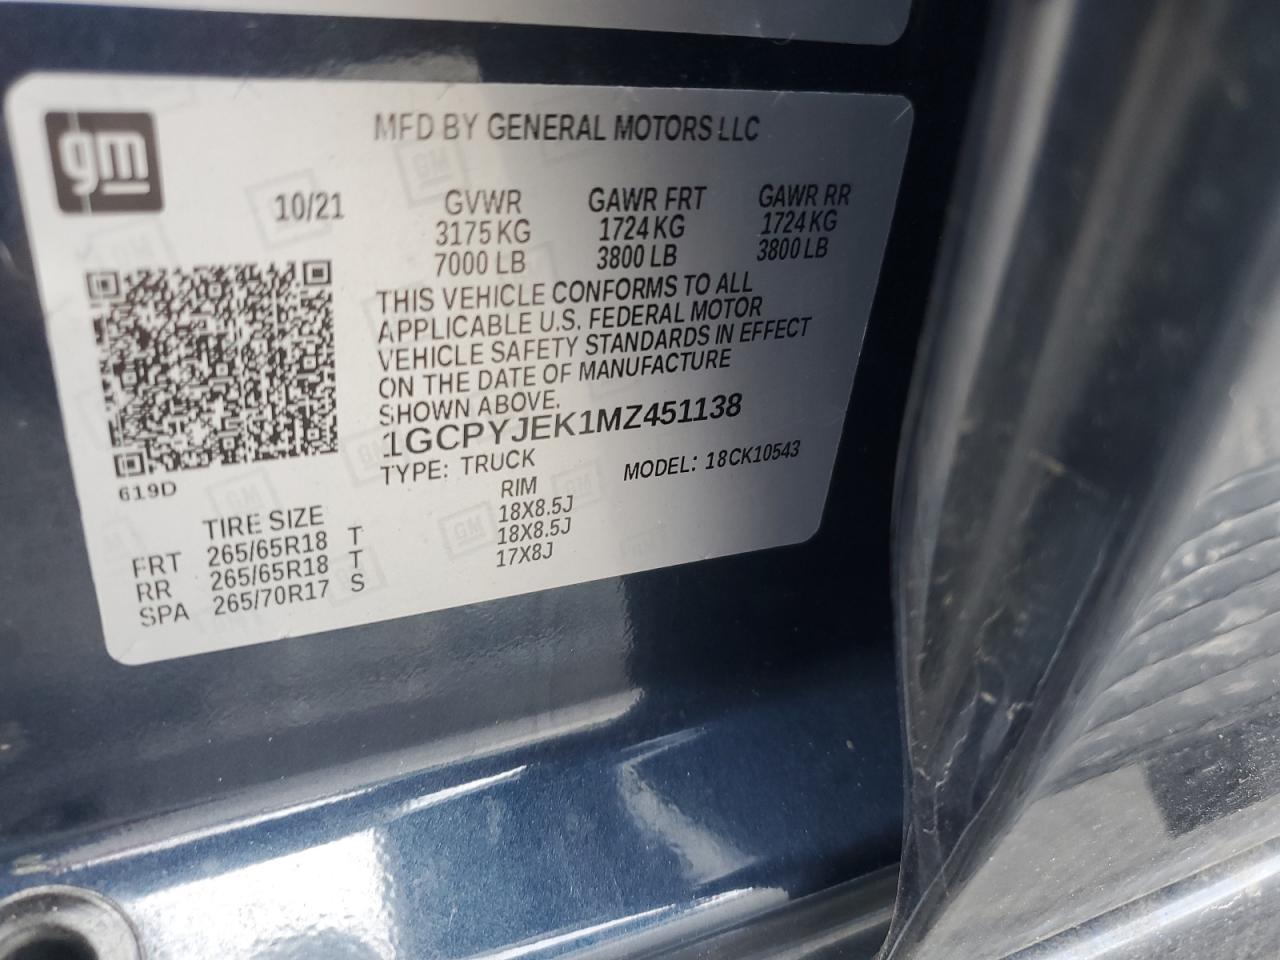 gm
MFD BY GENERAL MOTORS LLC
10/21
GVWR GAWR FRT GAWR RR
3175 KG 1724 KG 1724 KG
7000 LB 3800 LB 3800 LB
THIS VEHICLE CONFORMS TO ALL
APPLICABLE U.S. FEDERAL MOTOR
VEHICLE SAFETY STANDARDS IN EFFECT
ON THE DATE OF MANUFACTURE
SHOWN ABOVE.
1GCPYJEK1MZ451138
TYPE: TRUCK MODEL: 18CK10543
619D
TIRE SIZE RIM
FRT 265/65R18 T 18X8.5J
RR 265/65R18 T 18X8.5J
SPA 265/70R17 S 17X8J